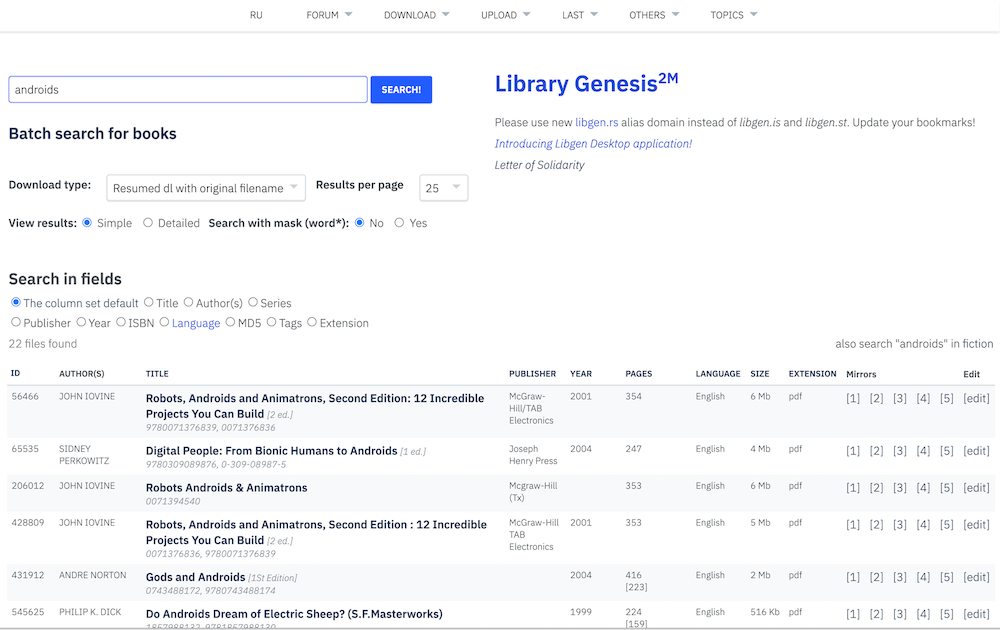 RU FORUM DOWNLOAD UPLOAD LAST OTHERS TOPICS
androids SEARCH!
Library Genesis2M
Please use new libgen.rs alias domain instead of libgen.is and libgen.st. Update your bookmarks!
Introducing Libgen Desktop application!
Letter of Solidarity
Batch search for books
Download type: Resumed dl with original filename Results per page 25
View results: Simple Detailed Search with mask (word*): No Yes
Search in fields
The column set default Title Author(s) Series
Publisher Year ISBN Language MD5 Tags Extension
22 files found also search "androids" in fiction
ID AUTHOR(S) TITLE PUBLISHER YEAR PAGES LANGUAGE SIZE EXTENSION Mirrors Edit
56466 JOHN IOVINE Robots, Androids and Animatrons, Second Edition: 12 Incredible McGraw- 2001 354 English 6 Mb pdf [1] [2] [3] [4] [5] [edit]
Projects You Can Build [2 ed.] Hill/TAB
9780071376839, 0071376836 Electronics
65535 SIDNEY Digital People: From Bionic Humans to Androids [1 ed.] Joseph 2004 247 English 4 Mb pdf [1] [2] [3] [4] [5] [edit]
PERKOWITZ 9780309089876, 0-309-08987-5 Henry Press
206012 JOHN IOVINE Robots Androids & Animatrons Mcgraw-Hill 353 English 6 Mb pdf [1] [2] [3] [4] [5] [edit]
0071394540 (Tx)
428809 JOHN IOVINE Robots, Androids and Animatrons, Second Edition : 12 Incredible McGraw-Hill 2001 353 English 5 Mb pdf [1] [2] [3] [4] [5] [edit]
Projects You Can Build [2 ed.] TAB
0071376836, 9780071376839 Electronics
431912 ANDRE NORTON Gods and Androids [1St Edition] 2004 416 English 2 Mb pdf [1] [2] [3] [4] [5] [edit]
0743488172, 9780743488174 [223]
545625 PHILIP K. DICK Do Androids Dream of Electric Sheep? (S.F.Masterworks) 1999 224 English 516 Kb pdf [1] [2] [3] [4] [5] [edit]
[159]